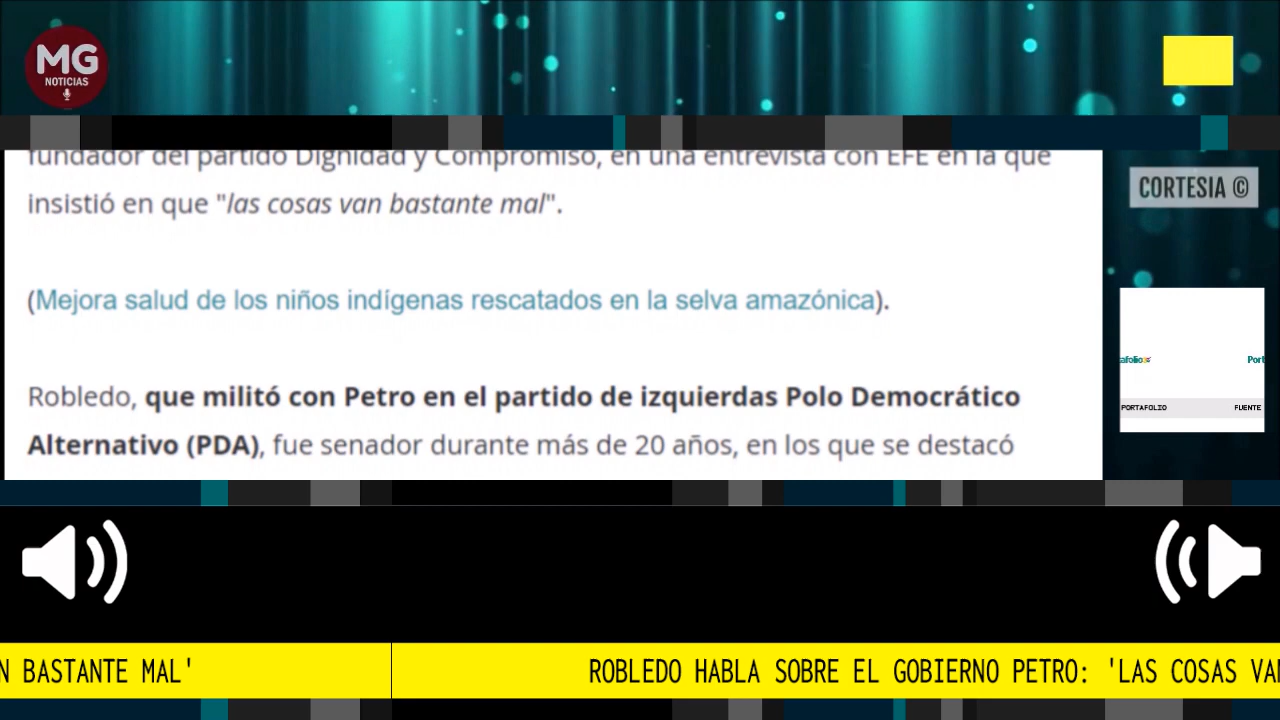 MG
NOTICIAS
fundador del partido Dignidad y Compromiso, en una entrevista con EFE en la que
insistió en que "las cosas van bastante mal".
CORTESIA ©
(Mejora salud de los niños indígenas rescatados en la selva amazónica).
afolio Port
PORTAFOLIO FUENTE
Robledo, que militó con Petro en el partido de izquierdas Polo Democrático
Alternativo (PDA), fue senador durante más de 20 años, en los que se destacó
N BASTANTE MAL' ROBLEDO HABLA SOBRE EL GOBIERNO PETRO: 'LAS COSAS VAN